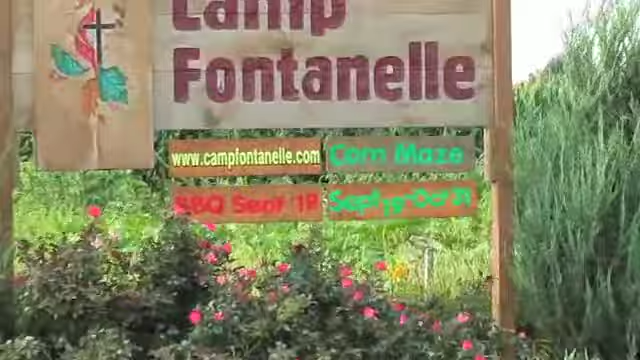 Camp
Fontanelle
www.campfontanelle.com Corn Maze
BBQ Sept 19 Sept 19-Oct 31